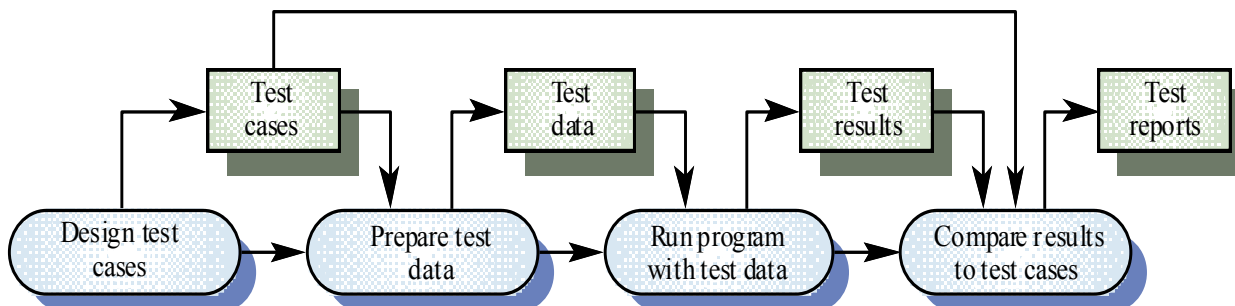 Test
cases
Test
data
Test
results
Test
reports
Design test
cases
Prepare test
data
Run program
with test data
Compare results
to test cases